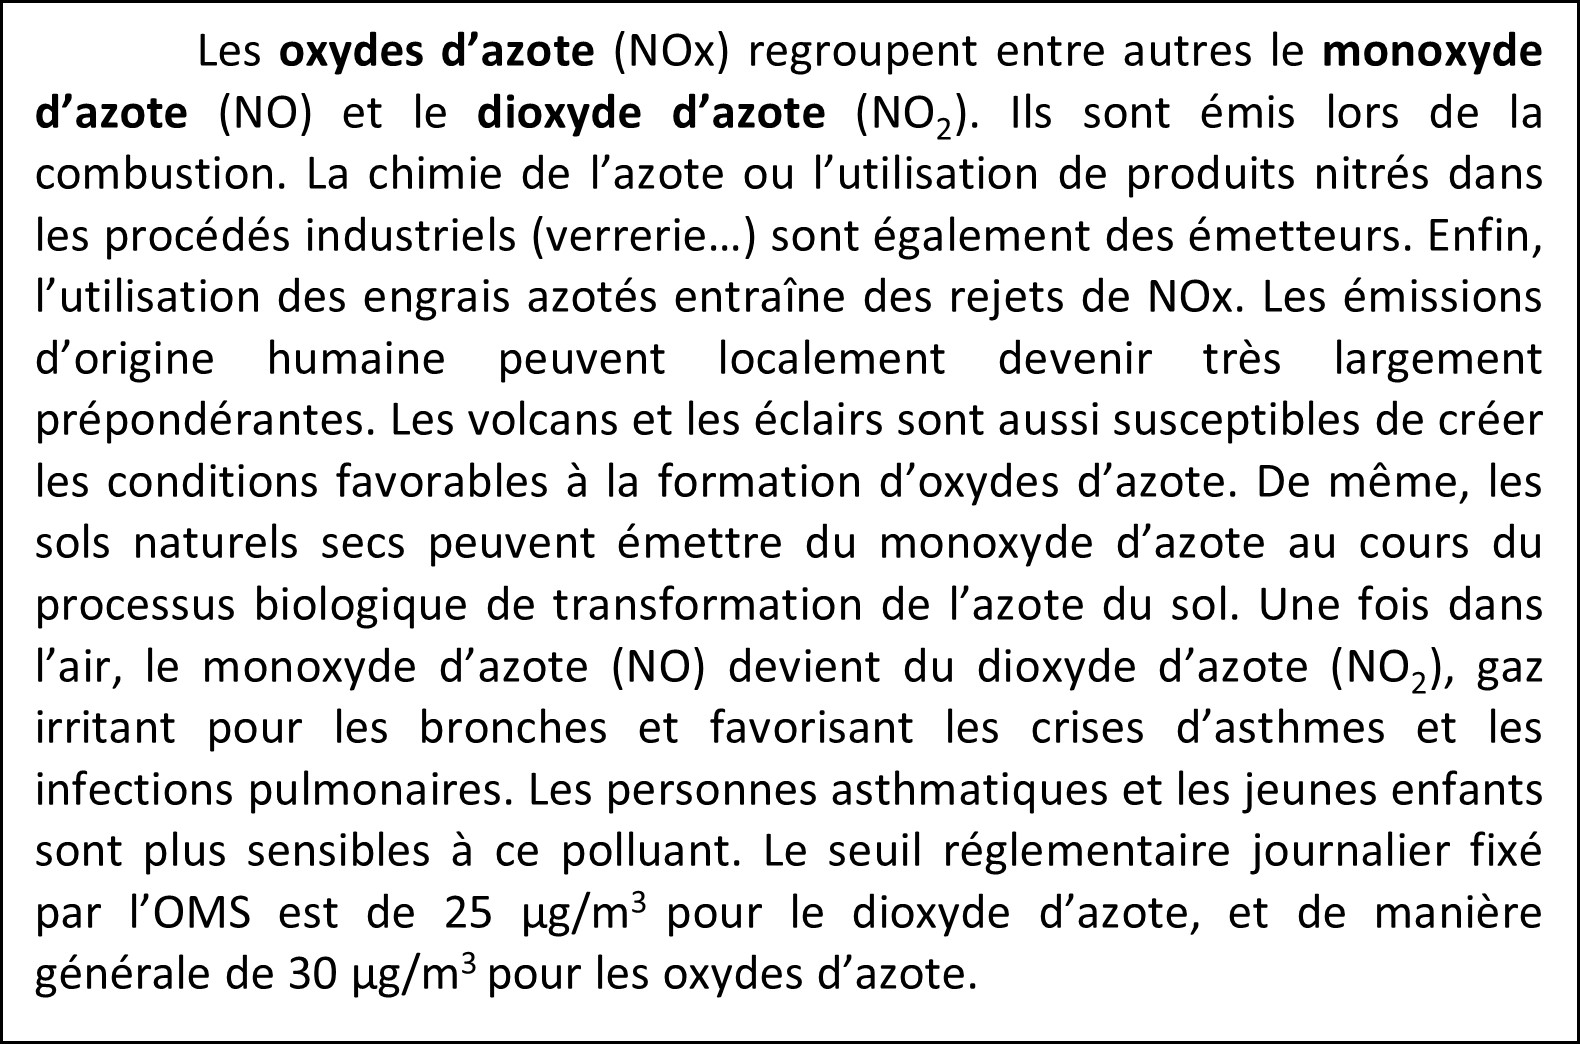 Les oxydes d’azote (NOx) regroupent entre autres le monoxyde
d’azote (NO) et le dioxyde d’azote (NO₂). Ils sont émis lors de la
combustion. La chimie de l’azote ou l’utilisation de produits nitrés dans
les procédés industriels (verrerie…) sont également des émetteurs. Enfin,
l’utilisation des engrais azotés entraîne des rejets de NOx. Les émissions
d’origine humaine peuvent localement devenir très largement
prépondérantes. Les volcans et les éclairs sont aussi susceptibles de créer
les conditions favorables à la formation d’oxydes d’azote. De même, les
sols naturels secs peuvent émettre du monoxyde d’azote au cours du
processus biologique de transformation de l’azote du sol. Une fois dans
l’air, le monoxyde d’azote (NO) devient du dioxyde d’azote (NO₂), gaz
irritant pour les bronches et favorisant les crises d’asthmes et les
infections pulmonaires. Les personnes asthmatiques et les jeunes enfants
sont plus sensibles à ce polluant. Le seuil réglementaire journalier fixé
par l’OMS est de 25 µg/m³ pour le dioxyde d’azote, et de manière
générale de 30 µg/m³ pour les oxydes d’azote.